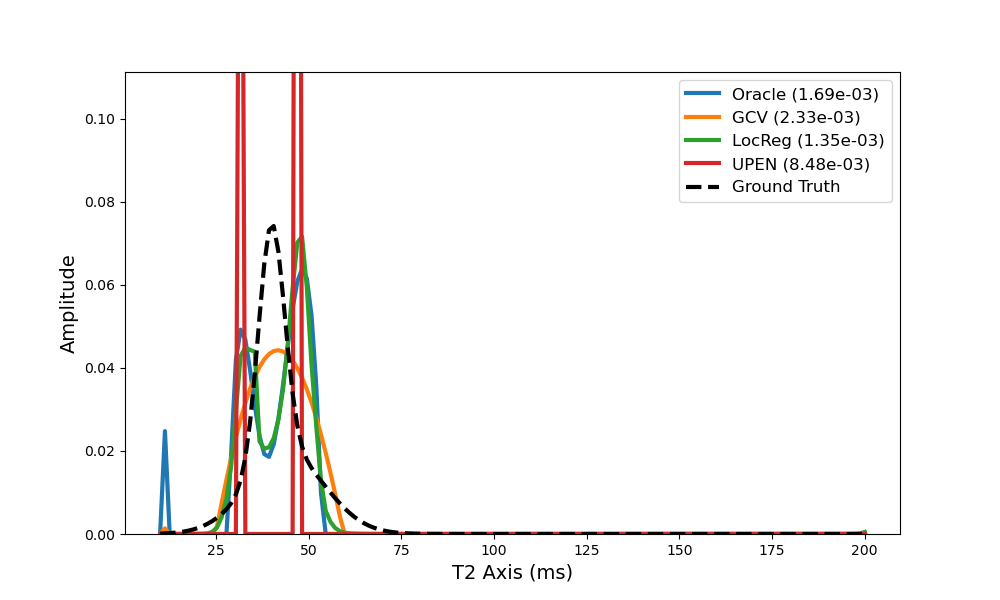 Oracle (1.69e-03)
GCV (2.33e-03)
LocReg (1.35e-03)
UPEN (8.48e-03)
Ground Truth
Amplitude
0.10
0.08
0.06
0.04
0.02
0.00
25 50 75 100 125 150 175 200
T2 Axis (ms)